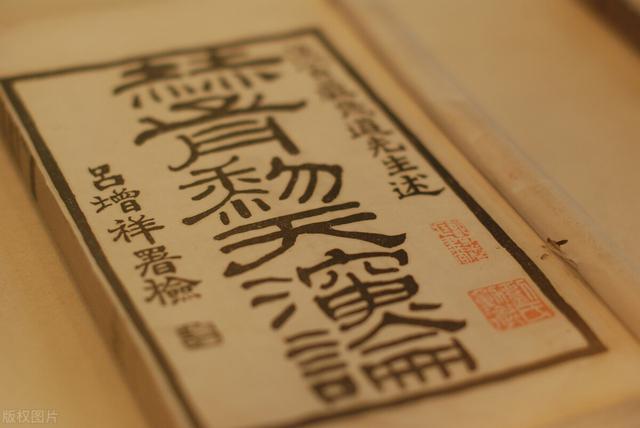 侯官嚴幾道先生述
赫胥黎天演論
呂增祥署檢
版权图片